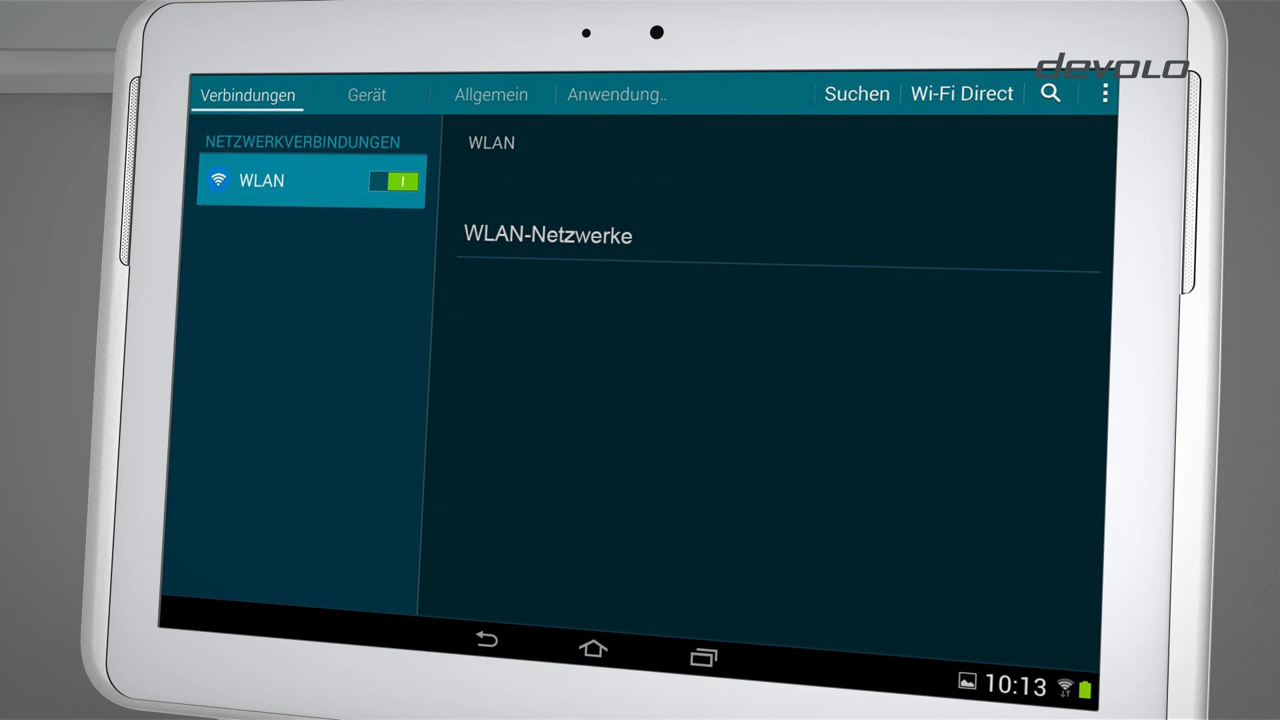 devolo
Verbindungen Gerät Allgemein Anwendung.. Suchen Wi-Fi Direct
NETZWERKVERBINDUNGEN
WLAN
WLAN
WLAN-Netzwerke
10:13